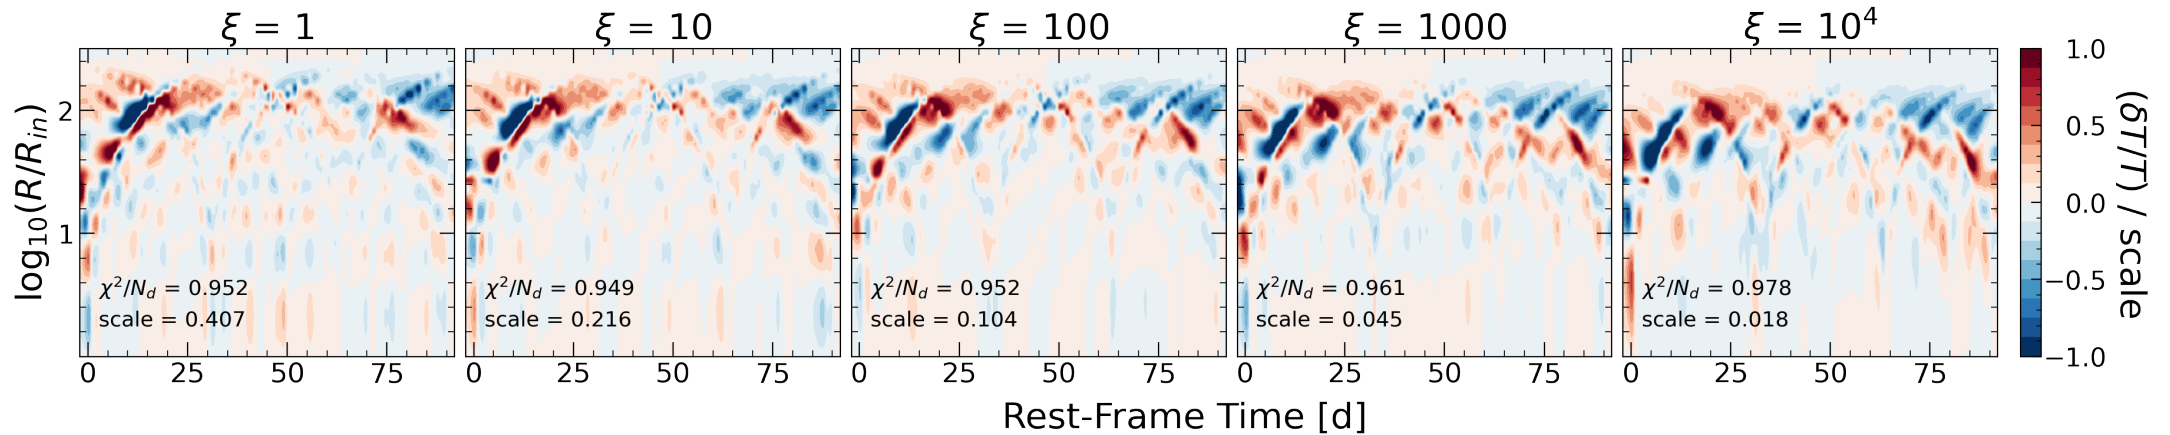 ξ = 1 ξ = 10 ξ = 100 ξ = 1000 ξ = 10⁴
log₁₀(R/Rᵢₙ)
2
1
χ²/N_d = 0.952
scale = 0.407
χ²/N_d = 0.949
scale = 0.216
χ²/N_d = 0.952
scale = 0.104
χ²/N_d = 0.961
scale = 0.045
χ²/N_d = 0.978
scale = 0.018
0 25 50 75 0 25 50 75 0 25 50 75 0 25 50 75 0 25 50 75
Rest-Frame Time [d]
1.0
0.5
0.0
−0.5
−1.0
(δT/T) / scale